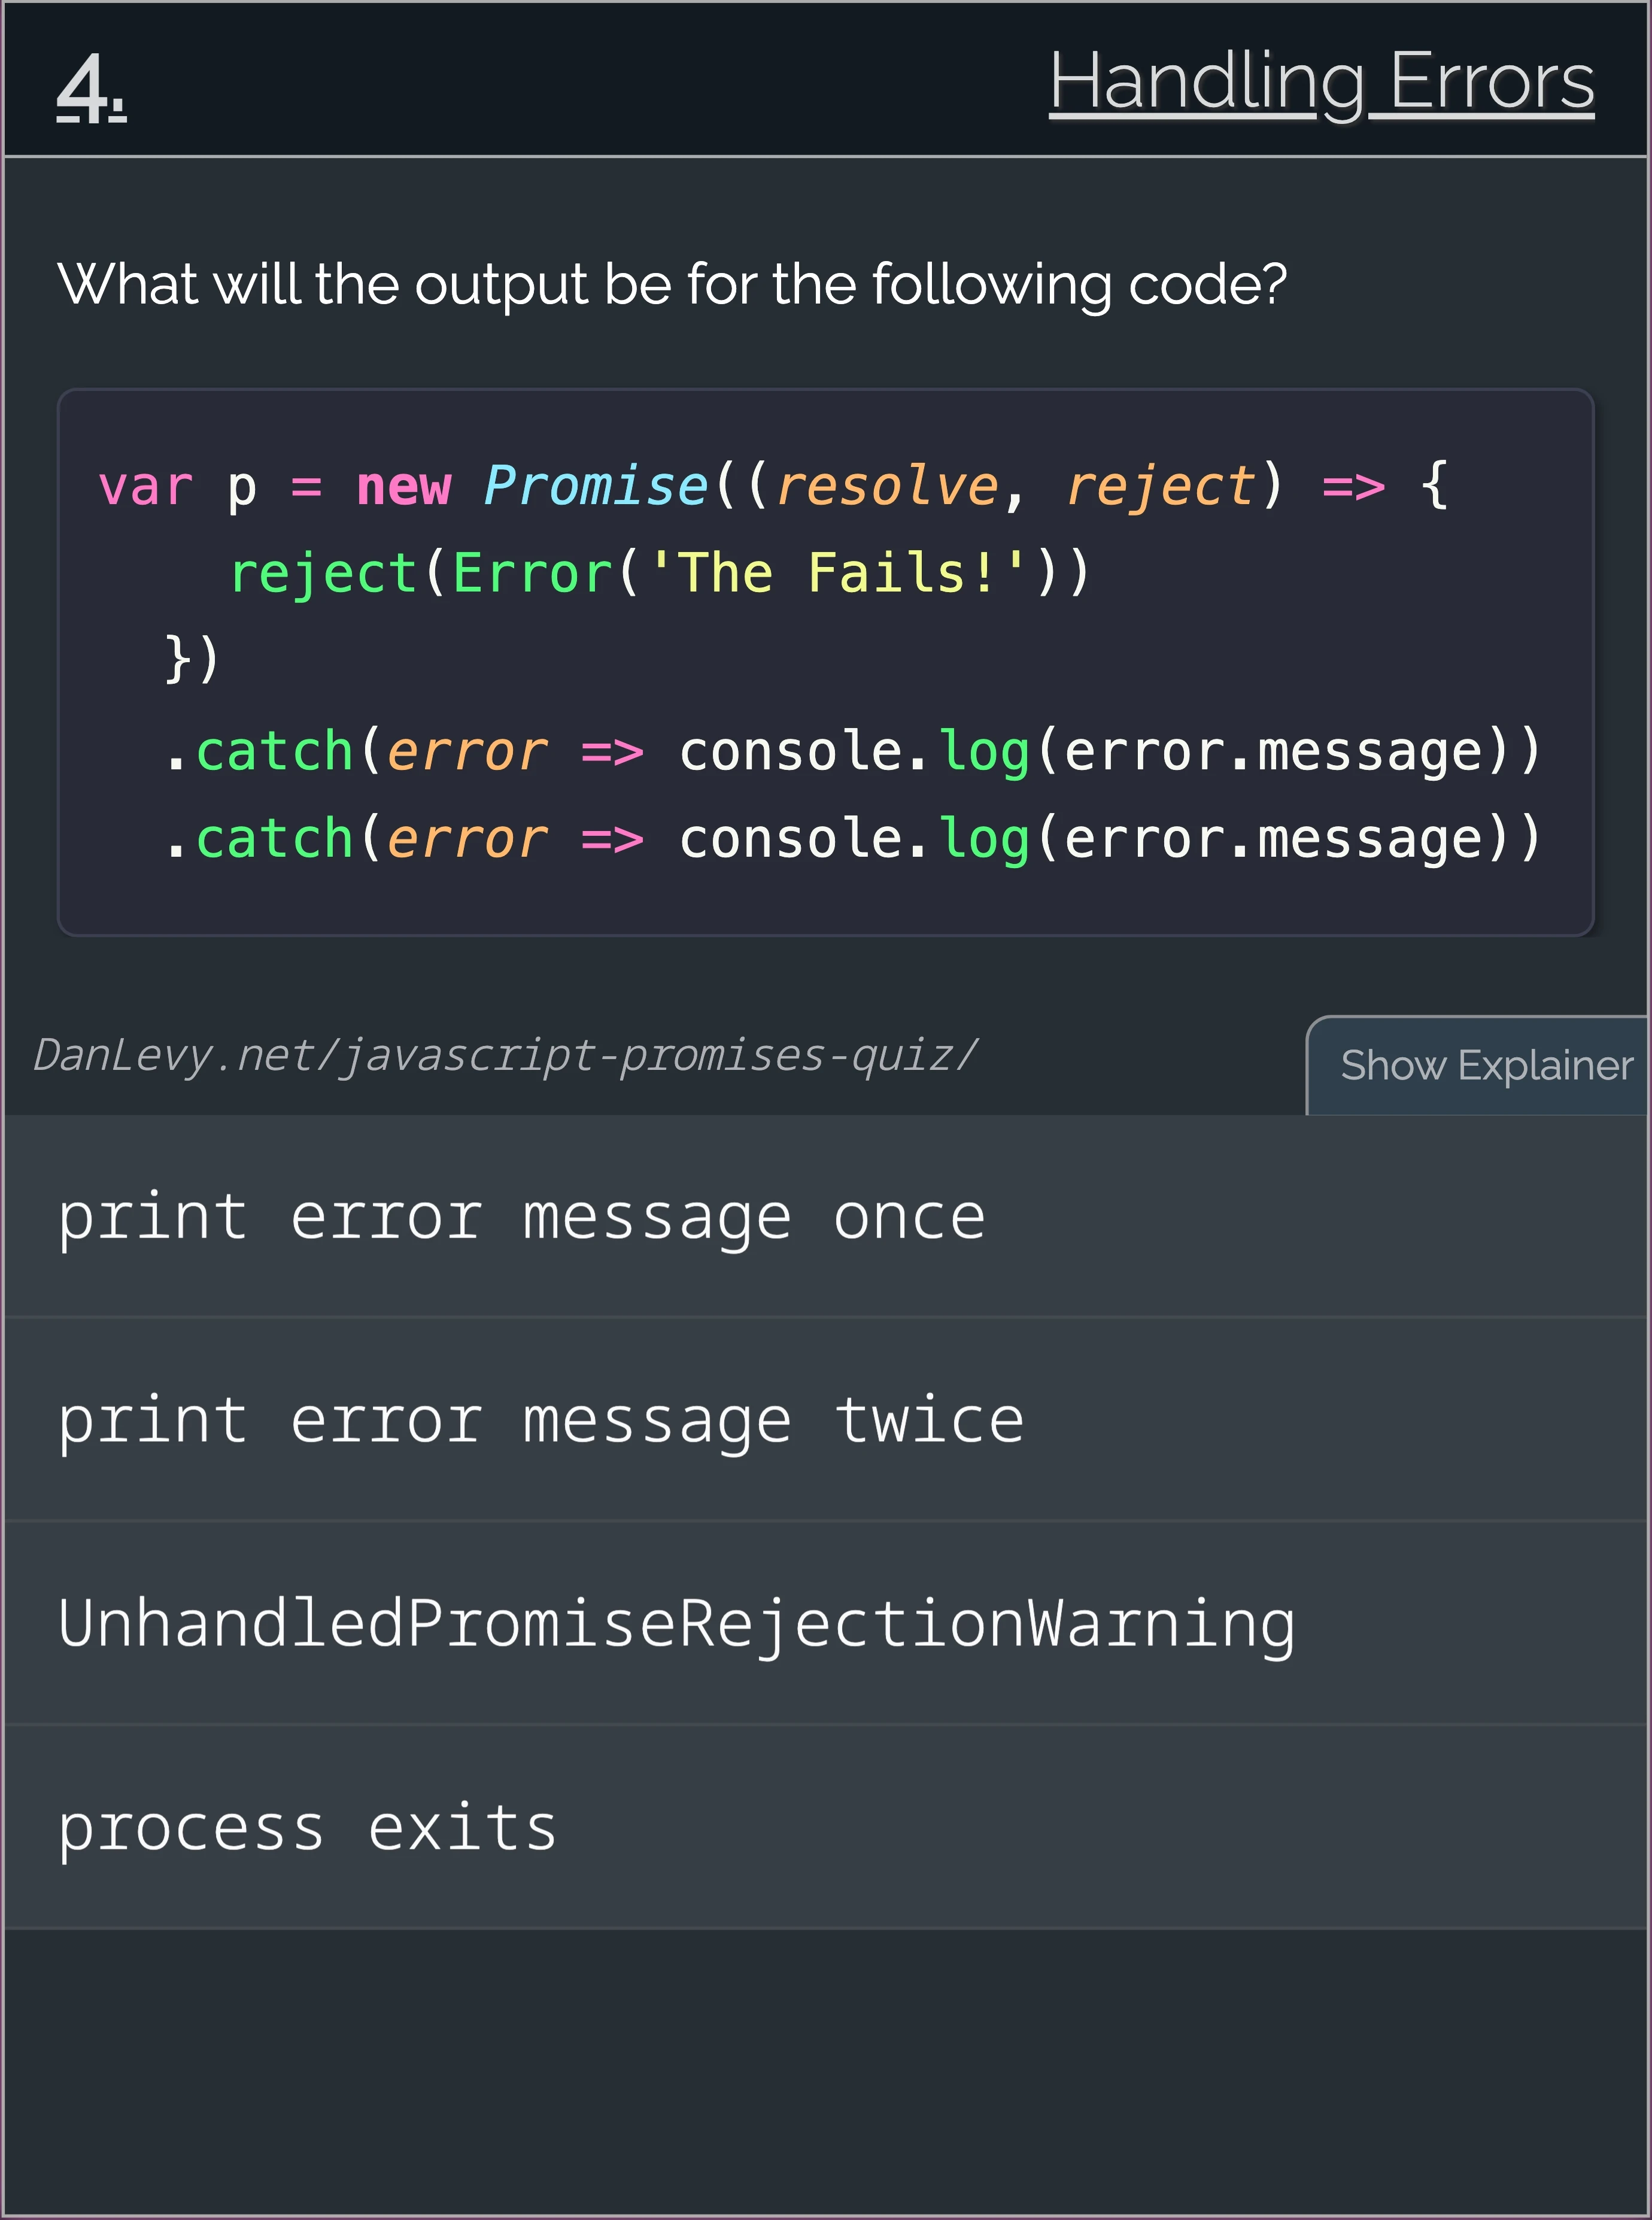 4.
Handling Errors
What will the output be for the following code?
var p = new Promise((resolve, reject) => {
    reject(Error('The Fails!'))
  })
  .catch(error => console.log(error.message))
  .catch(error => console.log(error.message))
DanLevy.net/javascript-promises-quiz/
Show Explainer
print error message once
print error message twice
UnhandledPromiseRejectionWarning
process exits